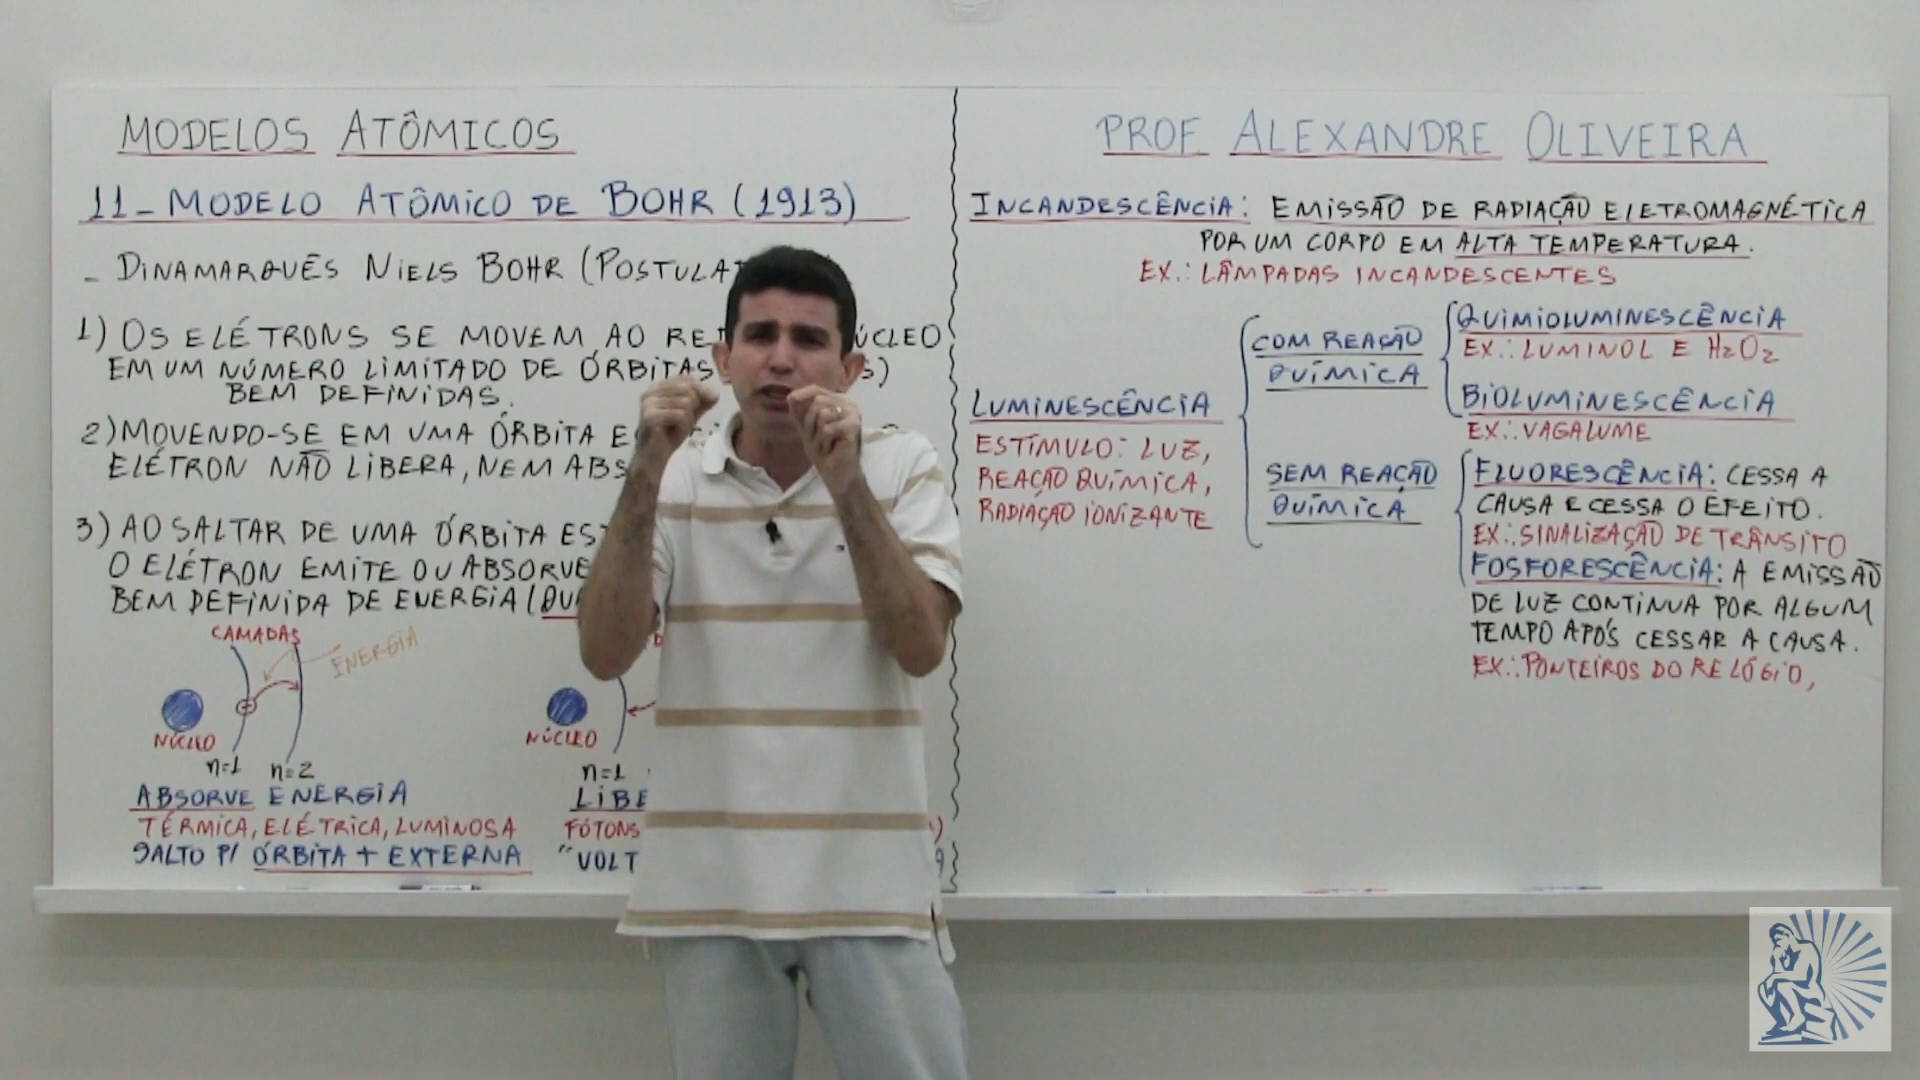 MODELOS ATÔMICOS
11_ MODELO ATÔMICO DE BOHR (1913)
_ DINAMARQUÊS NIELS BOHR (POSTULA
1) OS ELÉTRONS SE MOVEM AO RE ÚCLEO
EM UM NÚMERO LIMITADO DE ÓRBITAS S)
BEM DEFINIDAS.
2) MOVENDO-SE EM UMA ÓRBITA E
ELÉTRON NÃO LIBERA, NEM ABS
3) AO SALTAR DE UMA ÓRBITA ES
O ELÉTRON EMITE OU ABSORVE
BEM DEFINIDA DE ENERGIA (QU
CAMADAS
ENERGIA
NÚCLEO
n=1 n=2
ABSORVE ENERGIA
TÉRMICA, ELÉTRICA, LUMINOSA
SALTO P/ ÓRBITA + EXTERNA
NÚCLEO
n=1
LIBE
FÓTONS
"VOLT
PROF ALEXANDRE OLIVEIRA
INCANDESCÊNCIA: EMISSÃO DE RADIAÇÃO ELETROMAGNÉTICA
POR UM CORPO EM ALTA TEMPERATURA.
EX.: LÂMPADAS INCANDESCENTES
LUMINESCÊNCIA
ESTÍMULO: LUZ,
REAÇÃO QUÍMICA,
RADIAÇÃO IONIZANTE
COM REAÇÃO
QUÍMICA
QUIMIOLUMINESCÊNCIA
EX.: LUMINOL E H2O2
BIOLUMINESCÊNCIA
EX.: VAGALUME
SEM REAÇÃO
QUÍMICA
FLUORESCÊNCIA: CESSA A
CAUSA E CESSA O EFEITO.
EX.: SINALIZAÇÃO DE TRÂNSITO
FOSFORESCÊNCIA: A EMISSÃO
DE LUZ CONTINUA POR ALGUM
TEMPO APÓS CESSAR A CAUSA.
EX.: PONTEIROS DO RELÓGIO,